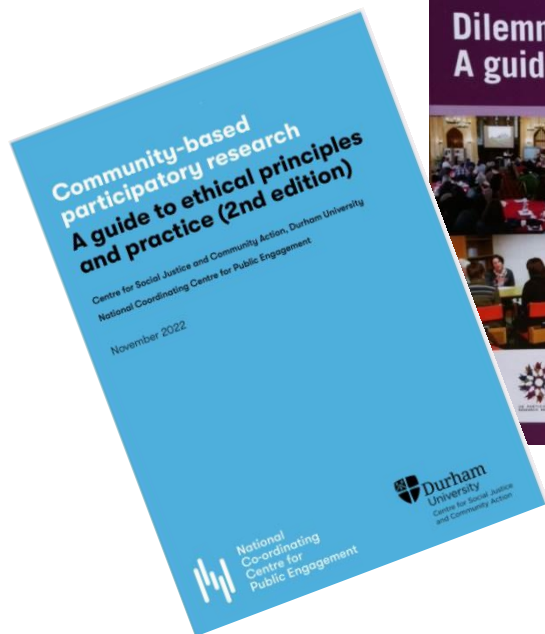 Community-based
participatory research
A guide to ethical principles
and practice (2nd edition)
Centre for Social Justice and Community Action, Durham University
National Coordinating Centre for Public Engagement
November 2022
Durham
University
Centre for Social Justice
and Community Action
National
Co-ordinating
Centre for
Public Engagement
A guid